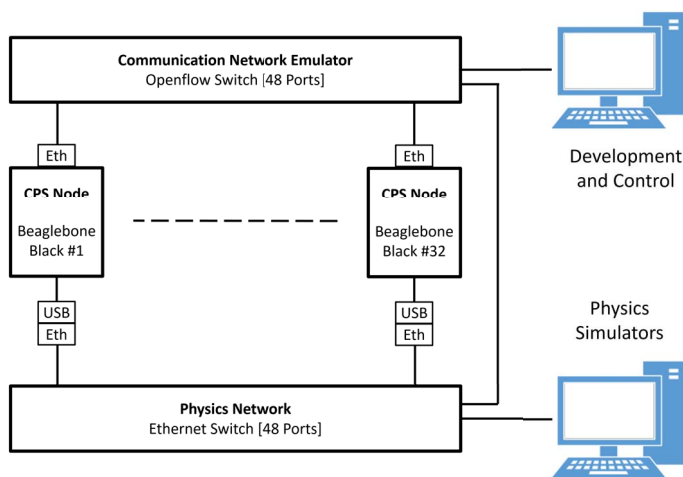 Communication Network Emulator
Openflow Switch [48 Ports]
Eth
Eth
Development
and Control
CPS Node
Beaglebone
Black #1
CPS Node
Beaglebone
Black #32
USB
Eth
USB
Eth
Physics
Simulators
Physics Network
Ethernet Switch [48 Ports]